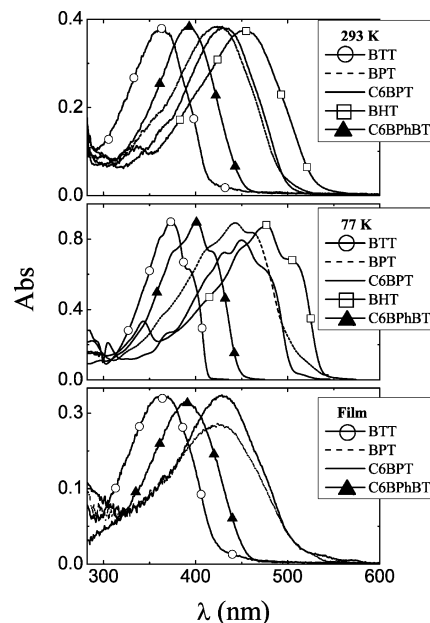 0.4
0.2
0.0
293 K
BTT
BPT
C6BPT
BHT
C6BPhBT
0.8
0.4
0.0
77 K
BTT
BPT
C6BPT
BHT
C6BPhBT
Abs
0.3
0.1
0.0
Film
BTT
BPT
C6BPT
C6BPhBT
300 400 500 600
λ (nm)